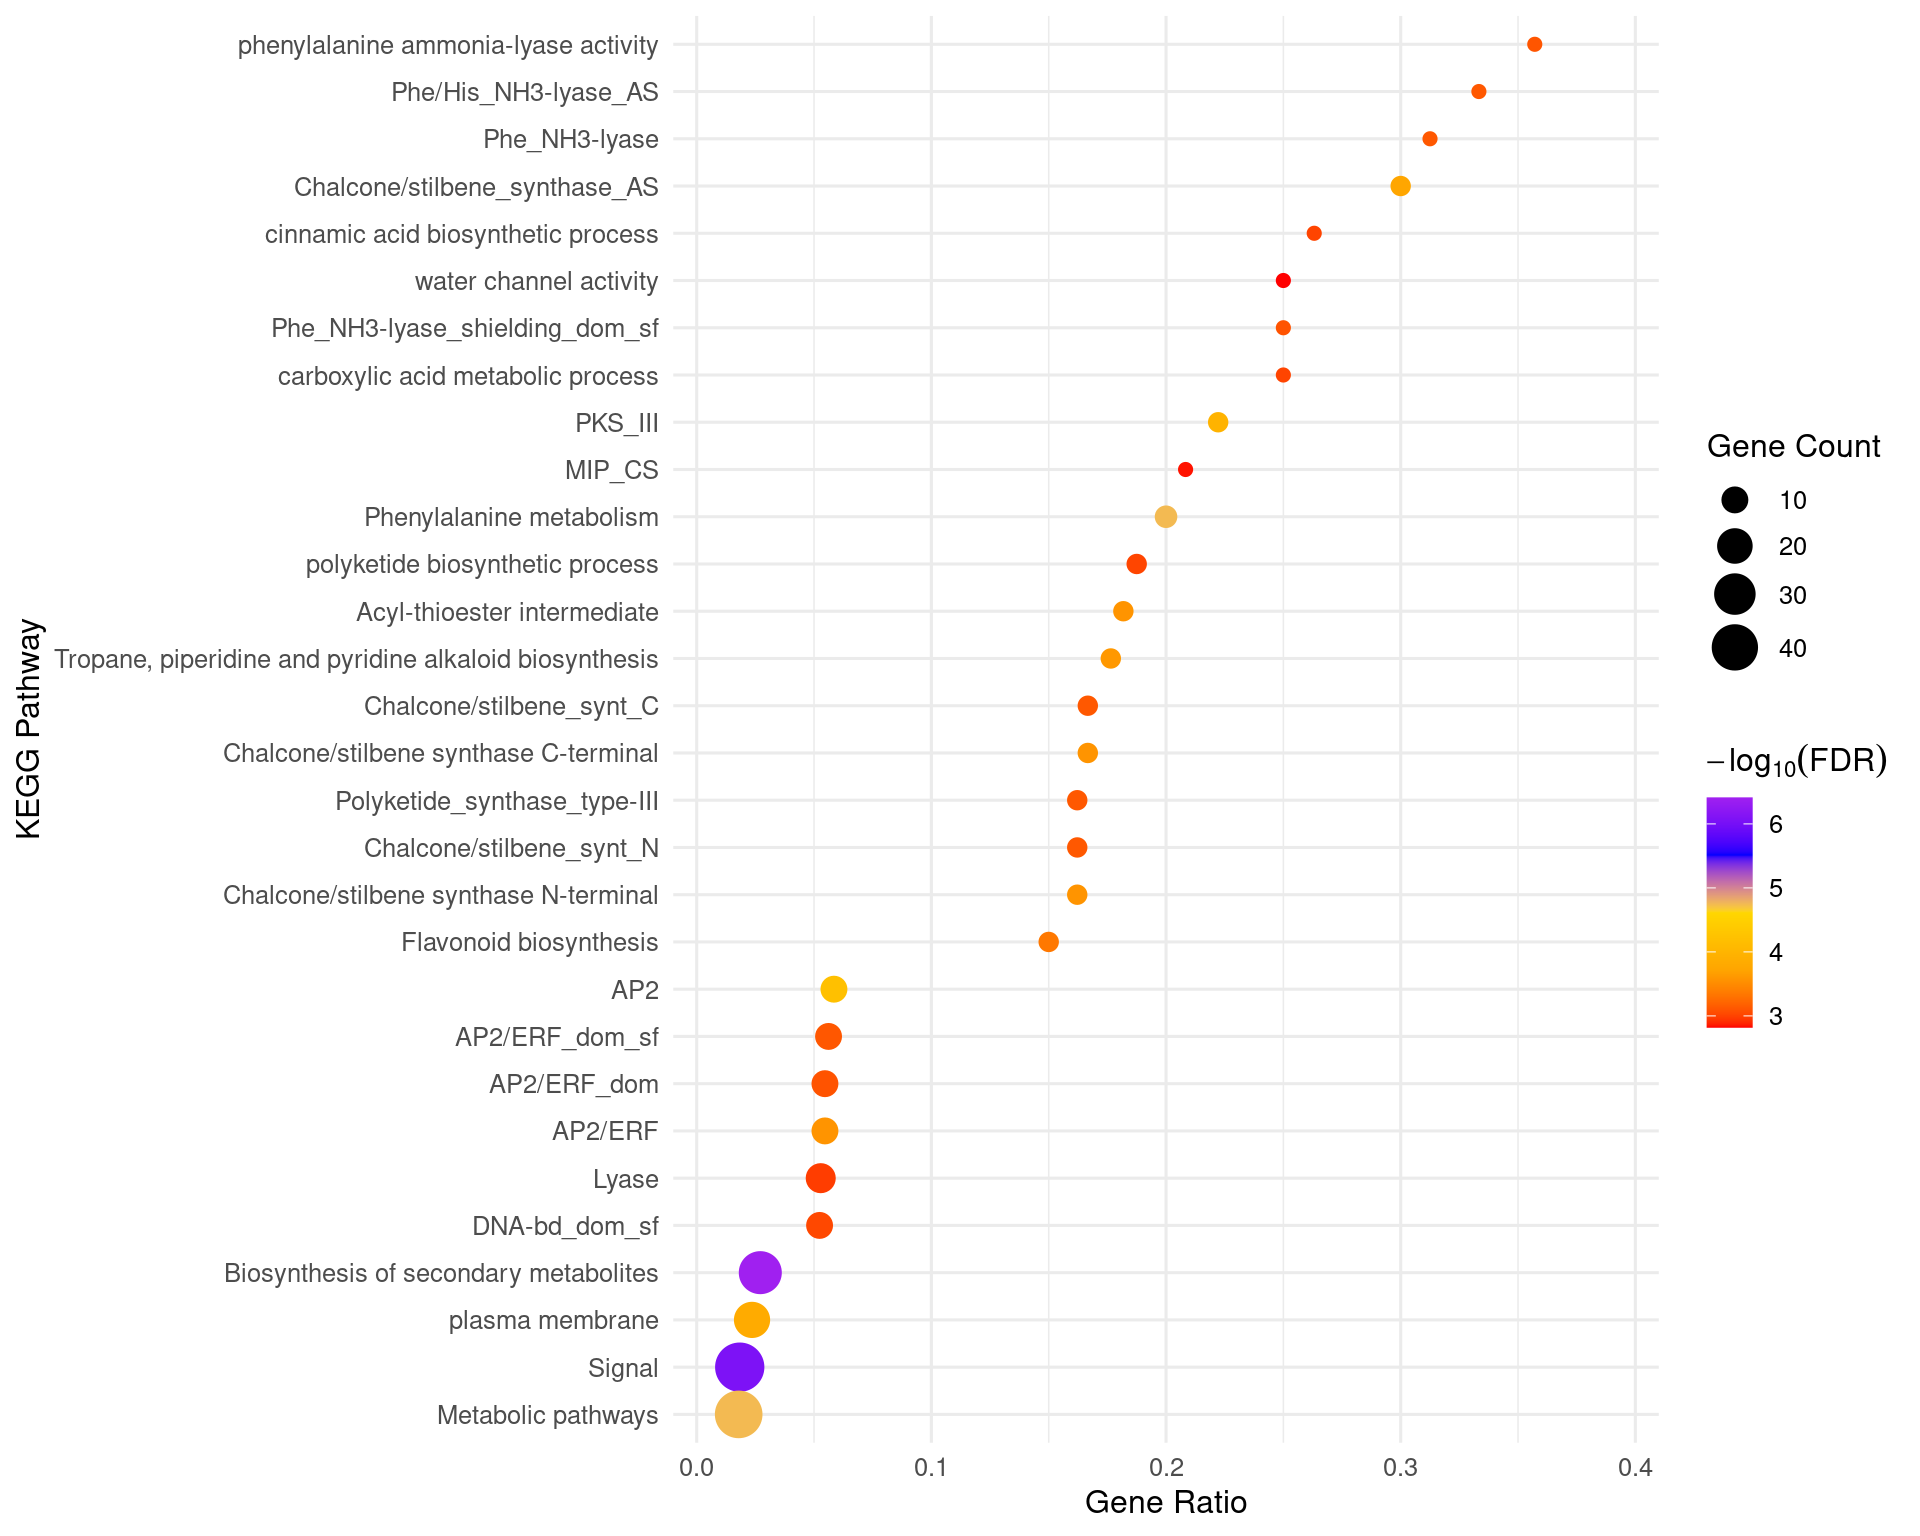 phenylalanine ammonia-lyase activity
Phe/His_NH3-lyase_AS
Phe_NH3-lyase
Chalcone/stilbene_synthase_AS
cinnamic acid biosynthetic process
water channel activity
Phe_NH3-lyase_shielding_dom_sf
carboxylic acid metabolic process
PKS_III
MIP_CS
Phenylalanine metabolism
polyketide biosynthetic process
Acyl-thioester intermediate
Tropane, piperidine and pyridine alkaloid biosynthesis
Chalcone/stilbene_synt_C
Chalcone/stilbene synthase C-terminal
Polyketide_synthase_type-III
Chalcone/stilbene_synt_N
Chalcone/stilbene synthase N-terminal
Flavonoid biosynthesis
AP2
AP2/ERF_dom_sf
AP2/ERF_dom
AP2/ERF
Lyase
DNA-bd_dom_sf
Biosynthesis of secondary metabolites
plasma membrane
Signal
Metabolic pathways
KEGG Pathway
0.0 0.1 0.2 0.3 0.4
Gene Ratio
Gene Count
10
20
30
40
−log₁₀(FDR)
6
5
4
3